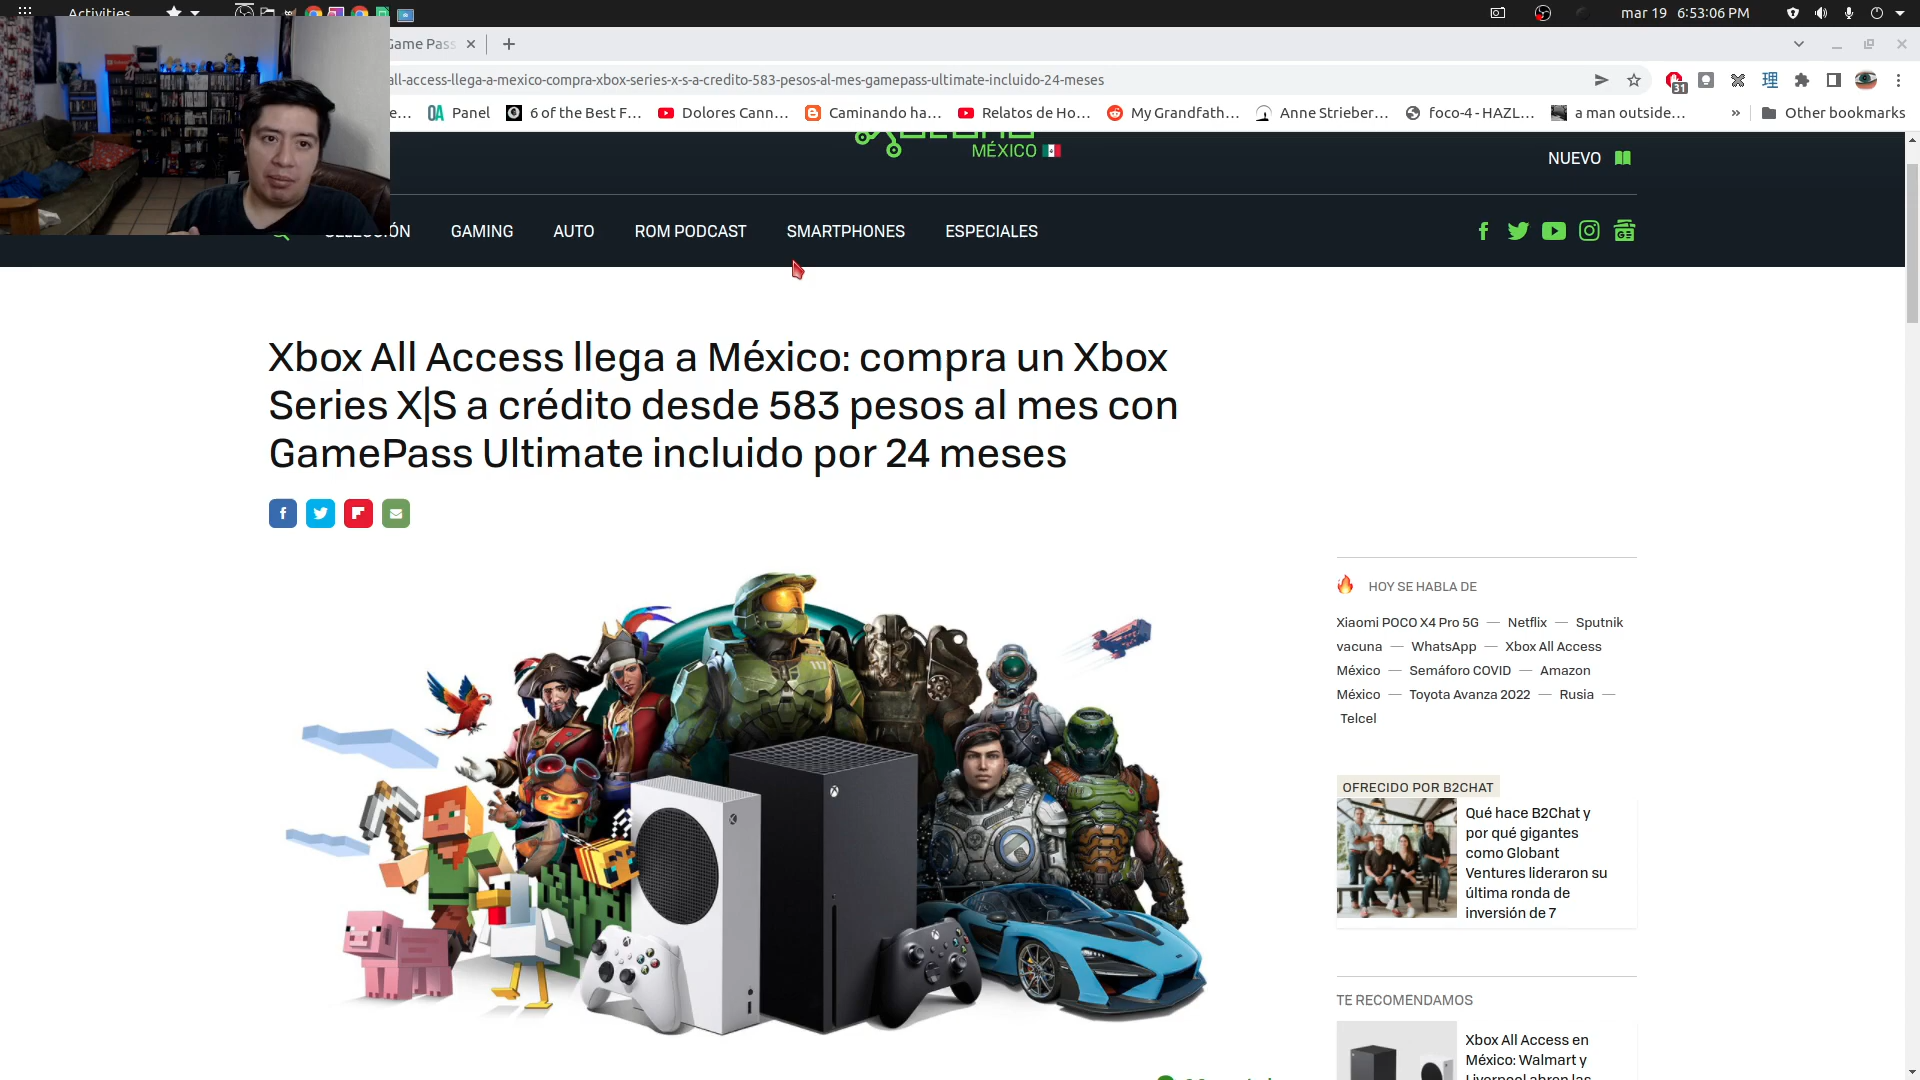 Activities
mar 19 6:53:06 PM
Game Pass
all-access-llega-a-mexico-compra-xbox-series-x-s-a-credito-583-pesos-al-mes-gamepass-ultimate-incluido-24-meses
31
e...
Panel
6 of the Best F...
Dolores Cann...
Caminando ha...
Relatos de Ho...
My Grandfath...
Anne Strieber...
foco-4 - HAZL...
a man outside...
»
Other bookmarks
MÉXICO
NUEVO
GAMING
AUTO
ROM PODCAST
SMARTPHONES
ESPECIALES
Xbox All Access llega a México: compra un Xbox
Series X|S a crédito desde 583 pesos al mes con
GamePass Ultimate incluido por 24 meses
117
HOY SE HABLA DE
Xiaomi POCO X4 Pro 5G — Netflix — Sputnik
vacuna — WhatsApp — Xbox All Access
México — Semáforo COVID — Amazon
México — Toyota Avanza 2022 — Rusia —
Telcel
OFRECIDO POR B2CHAT
Qué hace B2Chat y
por qué gigantes
como Globant
Ventures lideraron su
última ronda de
inversión de 7
TE RECOMENDAMOS
Xbox All Access en
México: Walmart y
Liverpool abren las